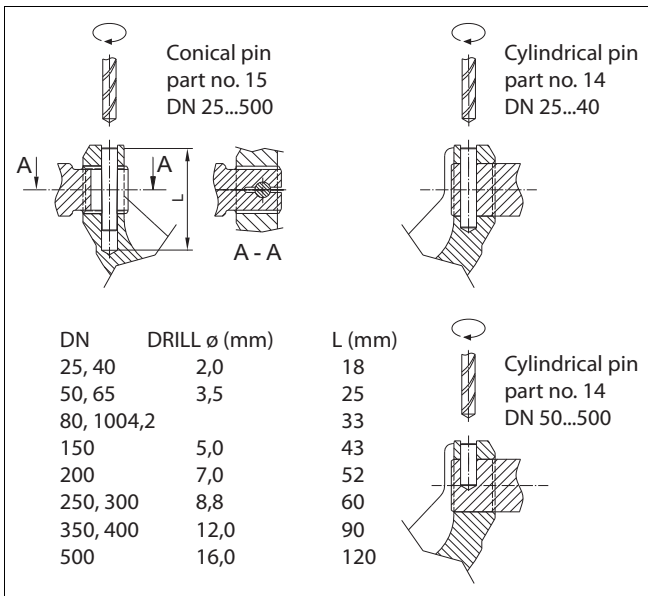 Conical pin
part no. 15
DN 25...500
Cylindrical pin
part no. 14
DN 25...40
A
A
L
A - A
DN DRILL ø (mm) L (mm)
25, 40 2,0 18
50, 65 3,5 25
80, 1004,2 33
150 5,0 43
200 7,0 52
250, 300 8,8 60
350, 400 12,0 90
500 16,0 120
Cylindrical pin
part no. 14
DN 50...500